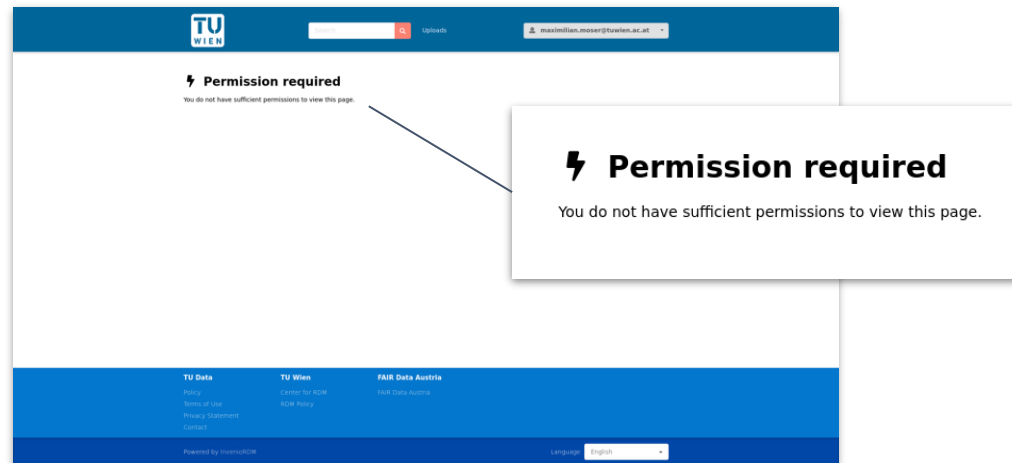 TU
WIEN
Search
Uploads
maximilian.moser@tuwien.ac.at
Permission required
You do not have sufficient permissions to view this page.
Permission required
You do not have sufficient permissions to view this page.
TU Data
TU Wien
FAIR Data Austria
Policy
Center for RDM
FAIR Data Austria
Terms of Use
RDM Policy
Privacy Statement
Contact
Powered by InvenioRDM
Language
English